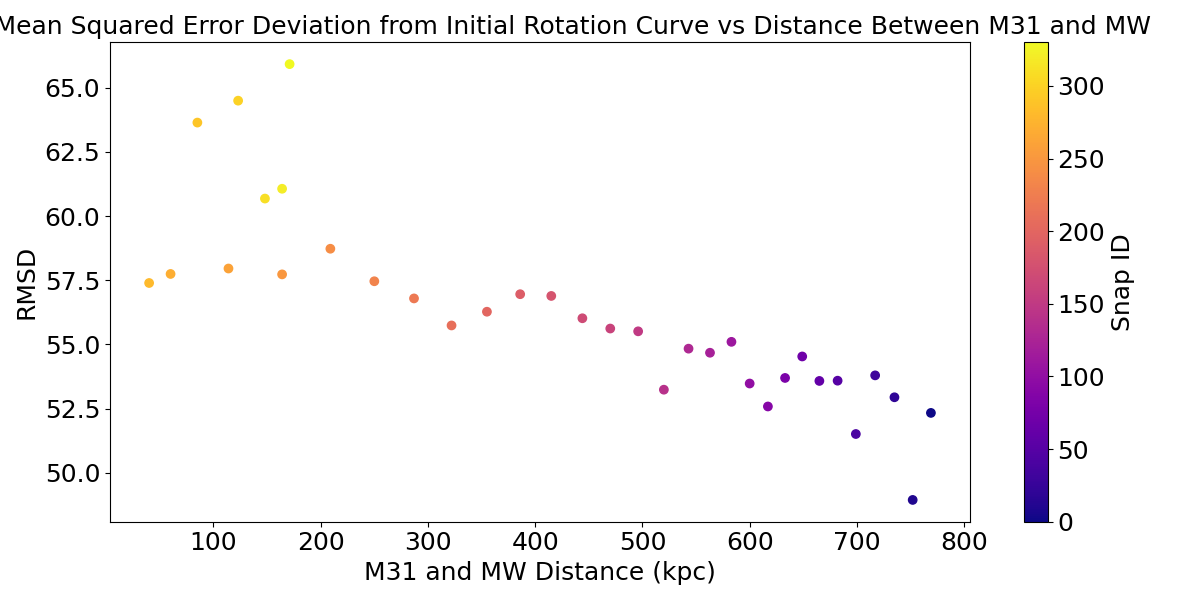 Mean Squared Error Deviation from Initial Rotation Curve vs Distance Between M31 and MW
65.0
62.5
60.0
57.5
55.0
52.5
50.0
RMSD
100 200 300 400 500 600 700 800
M31 and MW Distance (kpc)
300
250
200
150
100
50
0
Snap ID